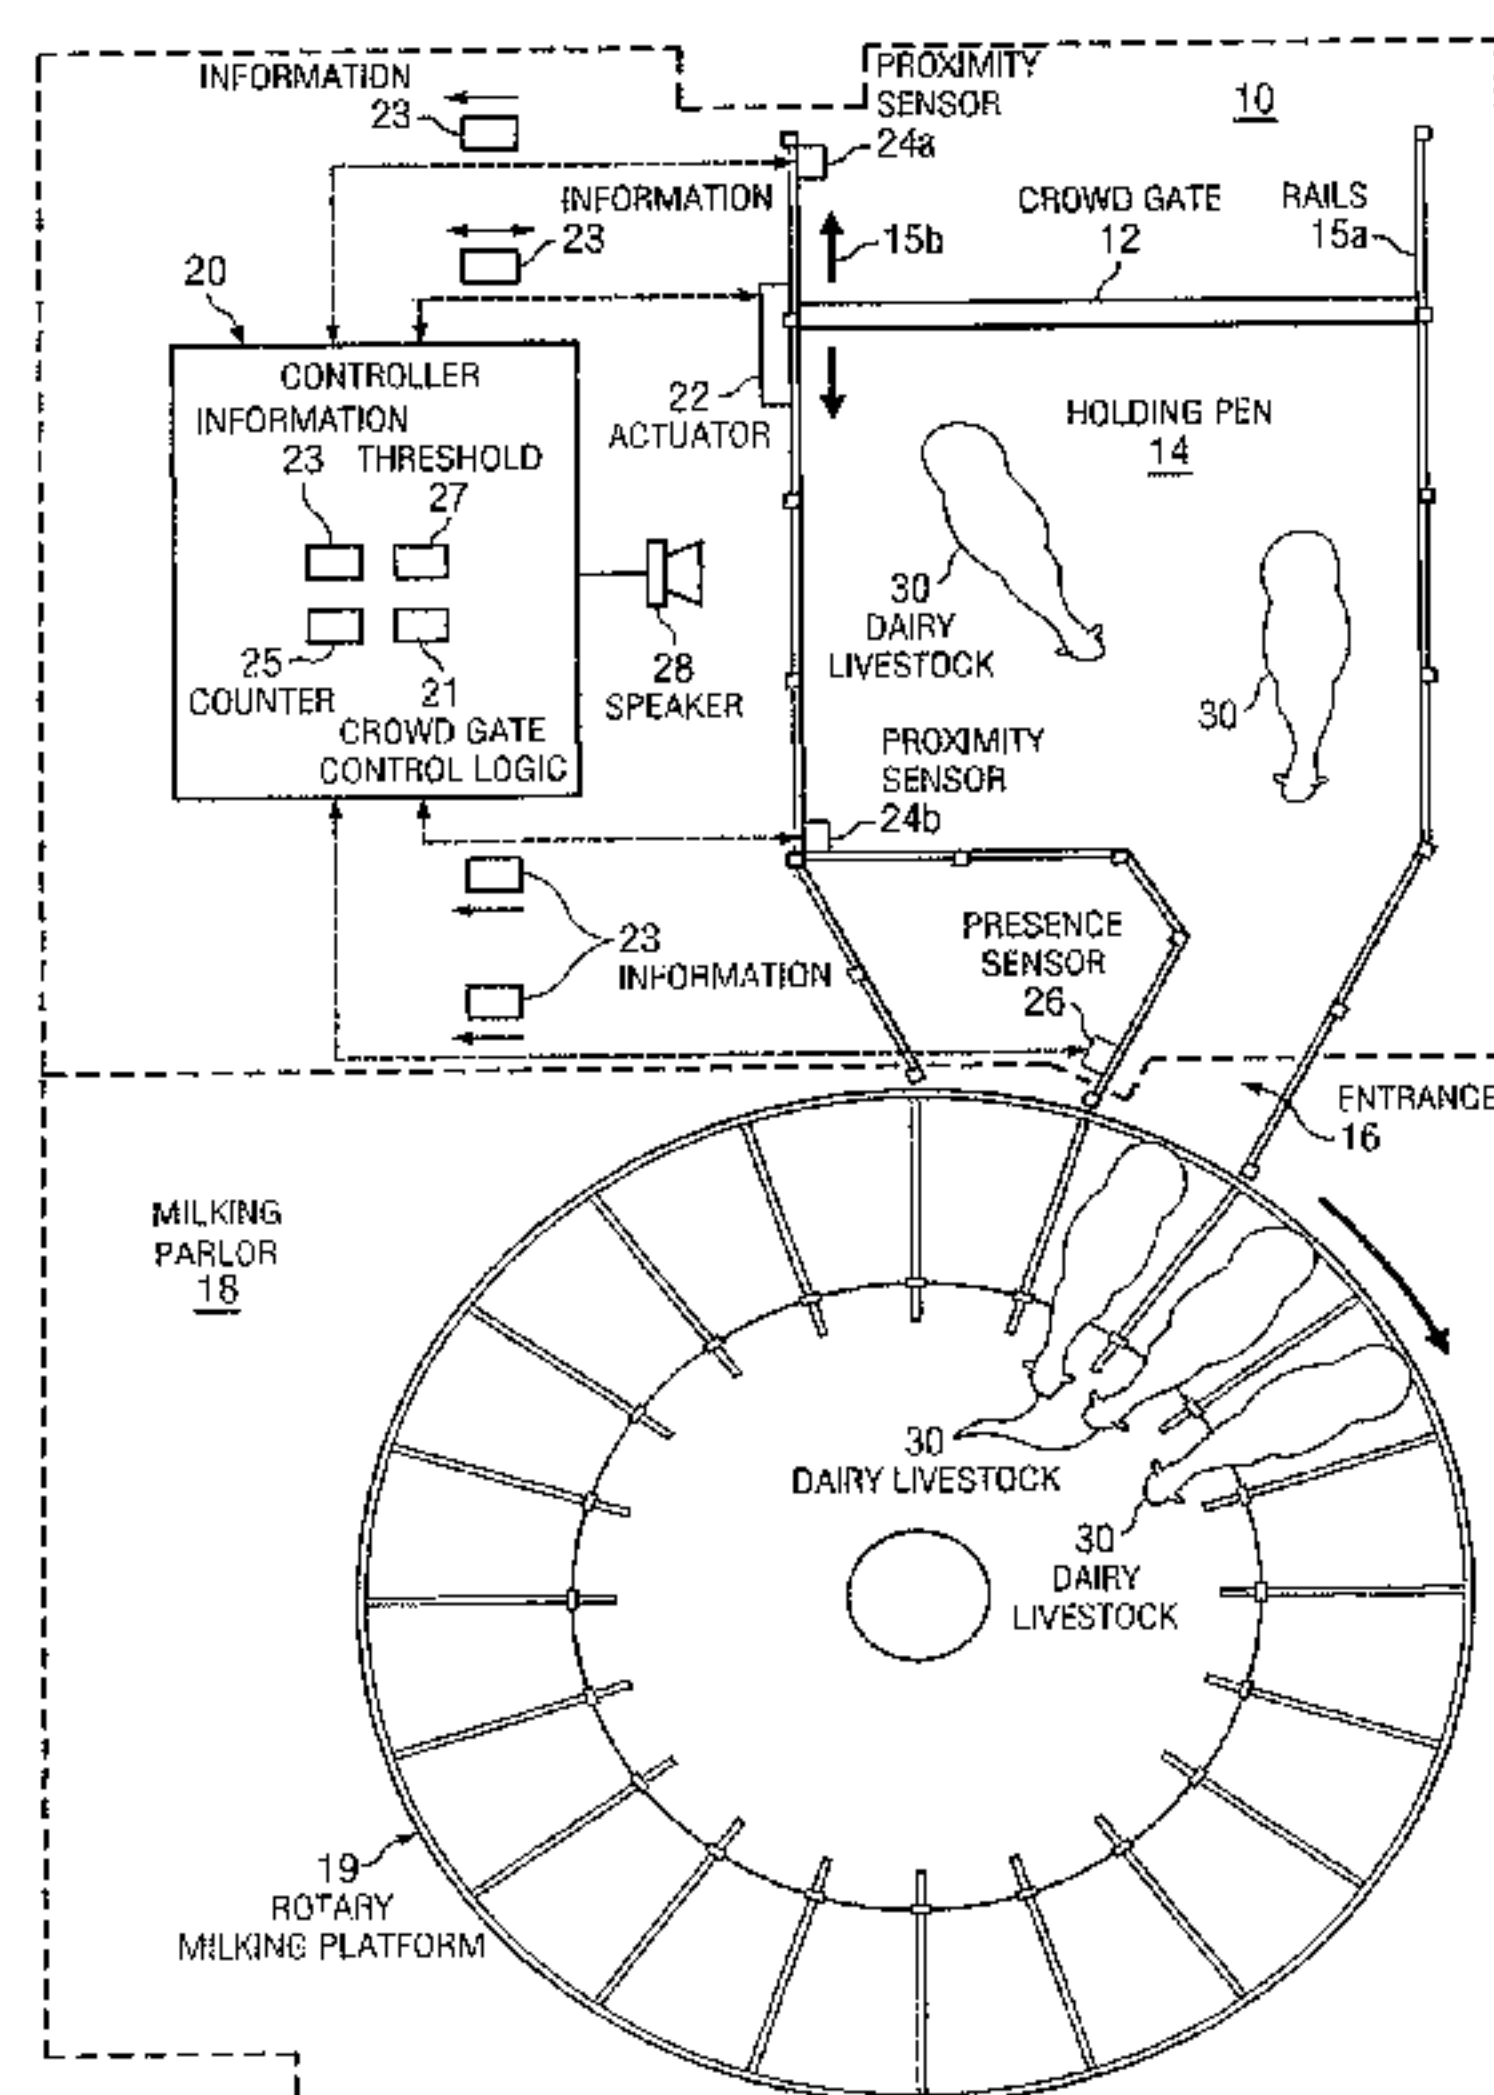 INFORMATION
23
PROXIMITY
SENSOR
24a
10
INFORMATION
23
15b
CROWD GATE
12
RAILS
15a
20
CONTROLLER
INFORMATION
23 THRESHOLD
27
25
COUNTER
21
CROWD GATE
CONTROL LOGIC
22
ACTUATOR
28
SPEAKER
HOLDING PEN
14
30
DAIRY
LIVESTOCK
30
PROXIMITY
SENSOR
24b
23
INFORMATION
PRESENCE
SENSOR
26
ENTRANCE
16
MILKING
PARLOR
18
30
DAIRY LIVESTOCK
30
DAIRY
LIVESTOCK
19
ROTARY
MILKING PLATFORM